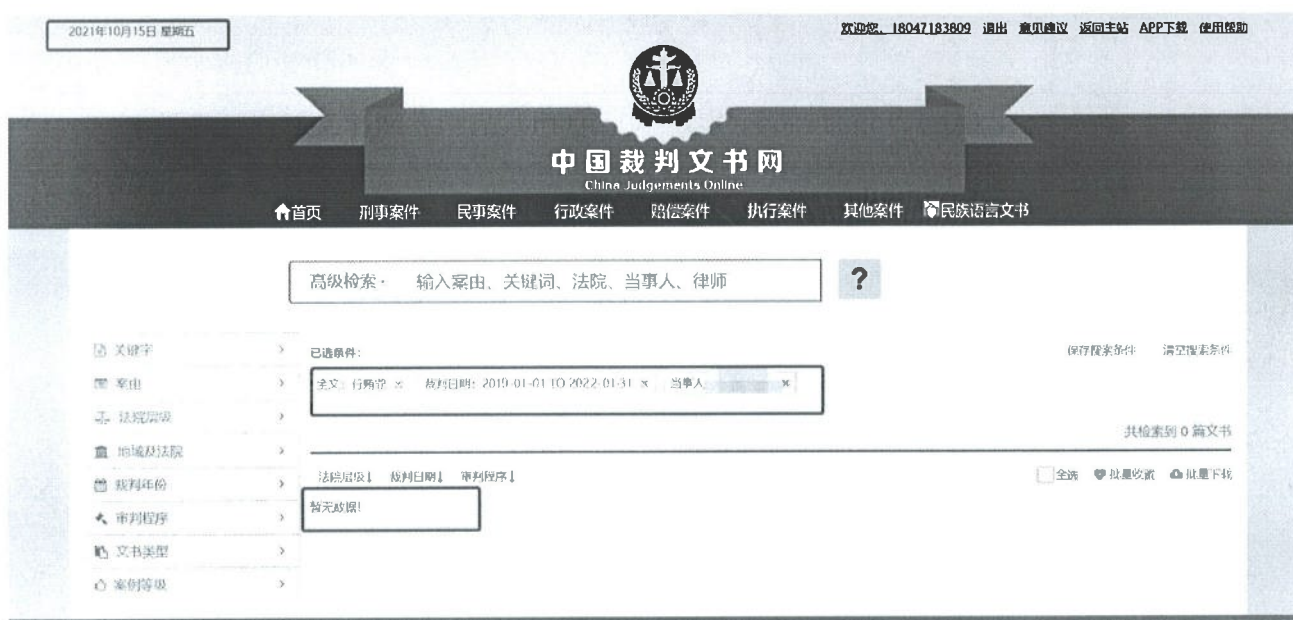 2021年10月15日 星期五
欢迎您，18047183809 退出 意见建议 返回主站 APP下载 使用帮助
中国裁判文书网
China Judgements Online
首页 刑事案件 民事案件 行政案件 赔偿案件 执行案件 其他案件 民族语言文书
高级检索 输入案由、关键词、法院、当事人、律师 ?
关键字
案由
法院层级
地域及法院
裁判年份
审判程序
文书类型
案例等级
已选条件：
保存搜索条件 清空搜索条件
全文：行贿罪 × 裁判日期：2019-01-01 TO 2022-01-31 × 当事人 ×
共检索到 0 篇文书
法院层级↓ 裁判日期↓ 审判程序↓
全选 批量收藏 批量下载
暂无数据!